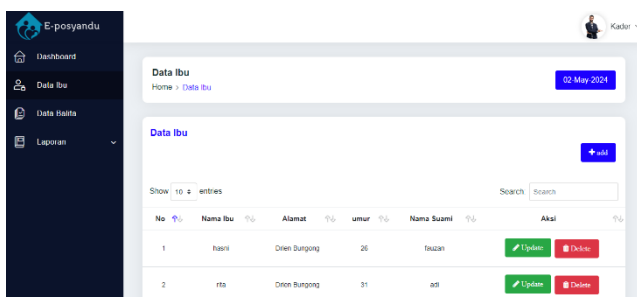 E-posyandu
Kader
Dashboard
Data Ibu
Data Balita
Laporan
Data Ibu
Home > Data Ibu
02-May-2024
Data Ibu
+ add
Show 10 entries
Search Search
No Nama Ibu Alamat umur Nama Suami Aksi
1 hasni Drien Bungong 26 fauzan Update Delete
2 rita Drien Bungong 31 adi Update Delete